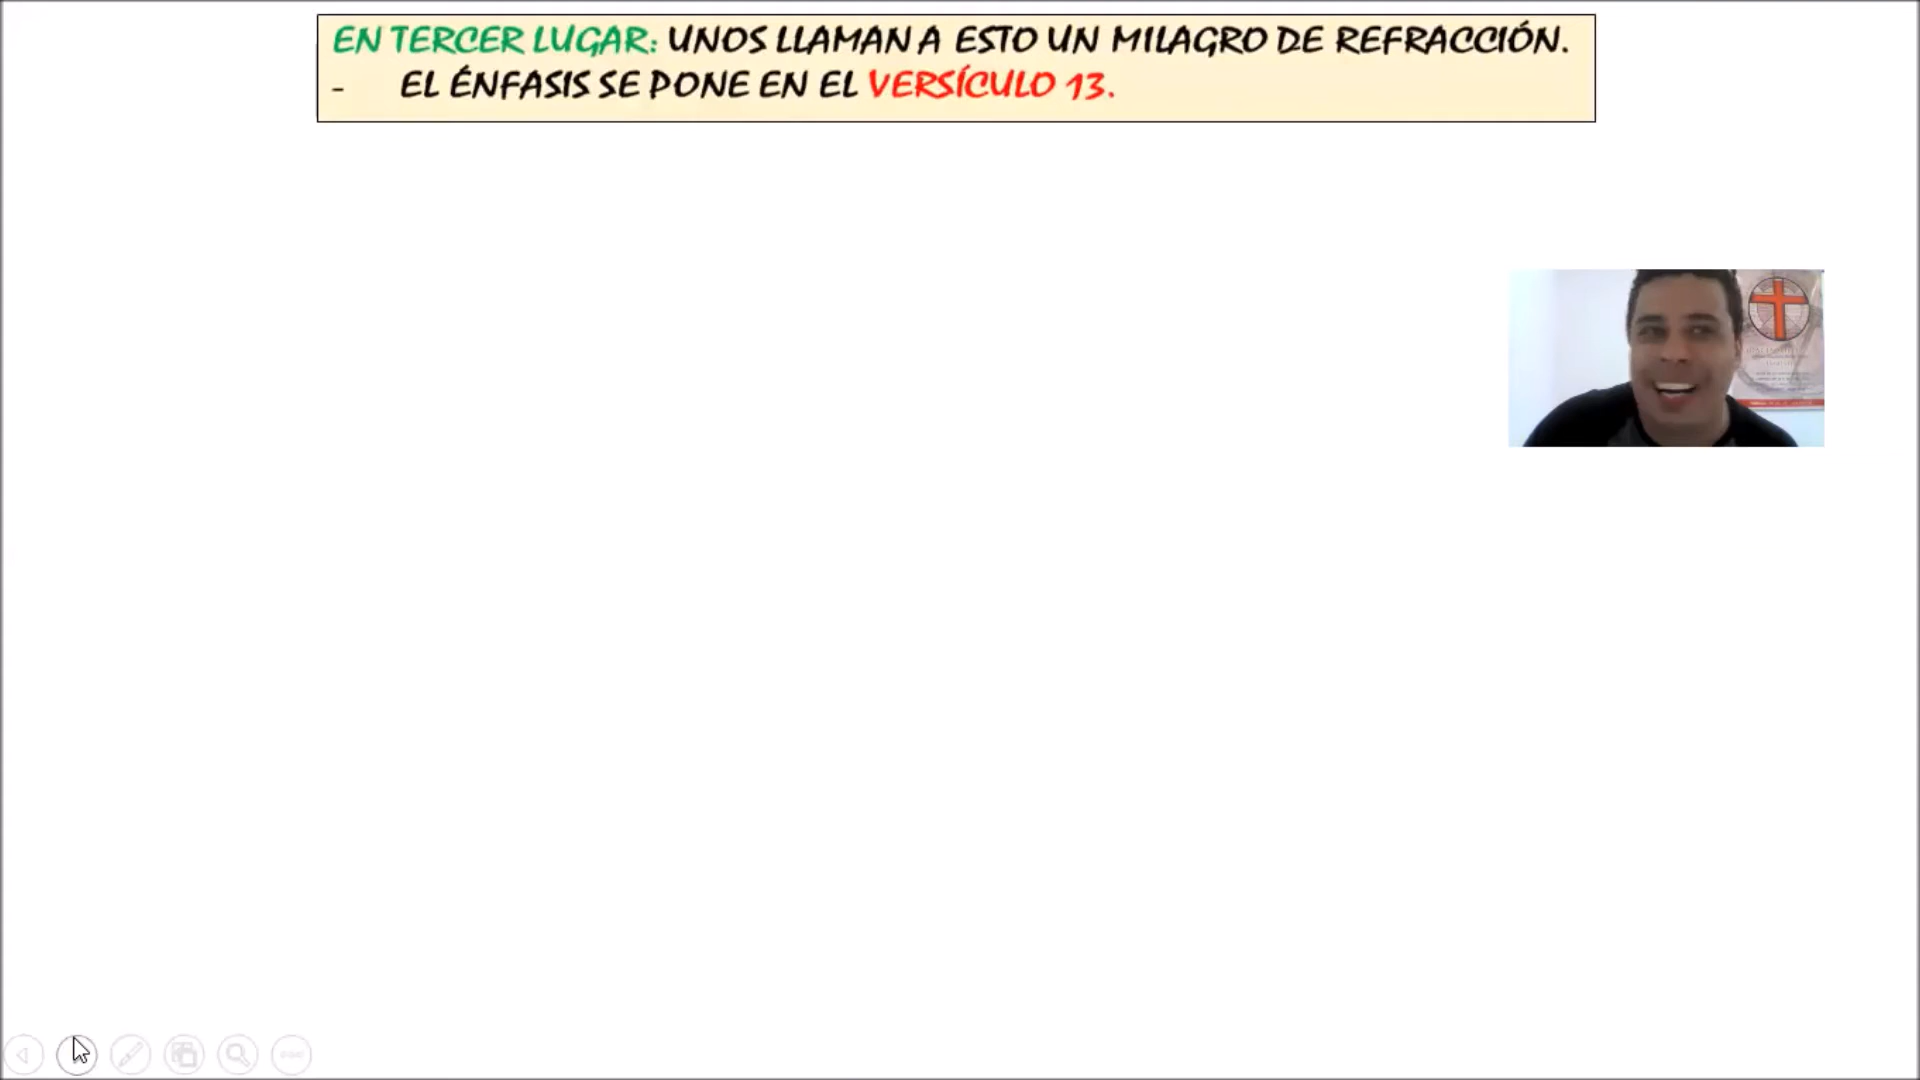 EN TERCER LUGAR: UNOS LLAMAN A ESTO UN MILAGRO DE REFRACCIÓN.
- EL ÉNFASIS SE PONE EN EL VERSÍCULO 13.